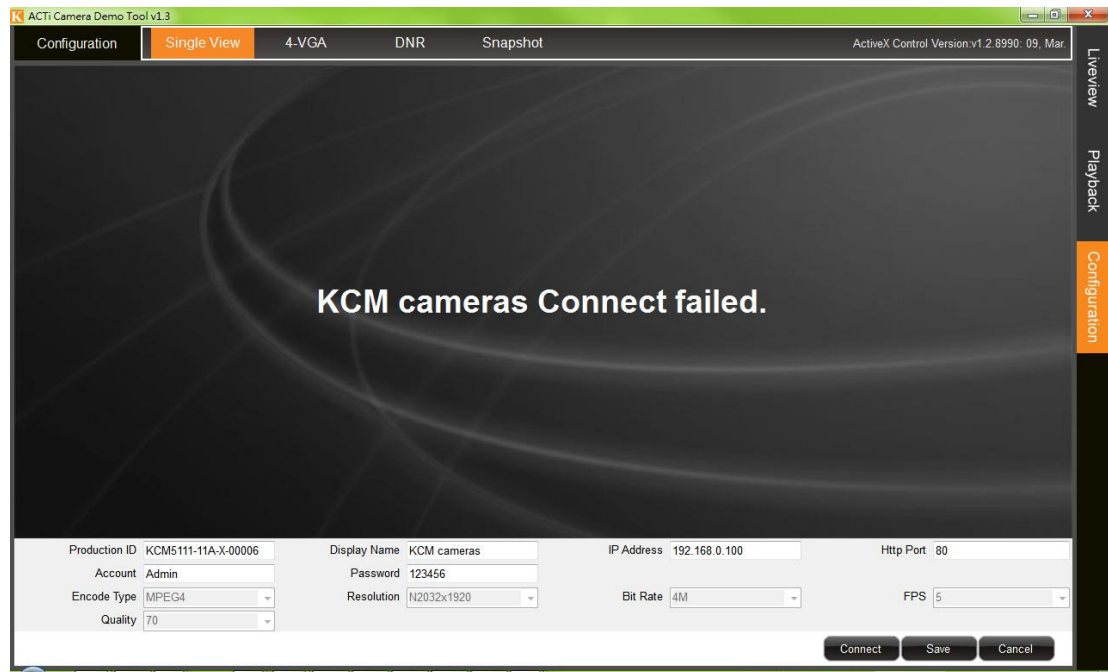 K ACTi Camera Demo Tool v1.3
Configuration Single View 4-VGA DNR Snapshot ActiveX Control Version:v1.2.8990: 09, Mar.
Liveview
Playback
Configuration
KCM cameras Connect failed.
Production ID KCM5111-11A-X-00006 Display Name KCM cameras IP Address 192.168.0.100 Http Port 80
Account Admin Password 123456
Encode Type MPEG4 Resolution N2032x1920 Bit Rate 4M FPS 5
Quality 70
Connect Save Cancel